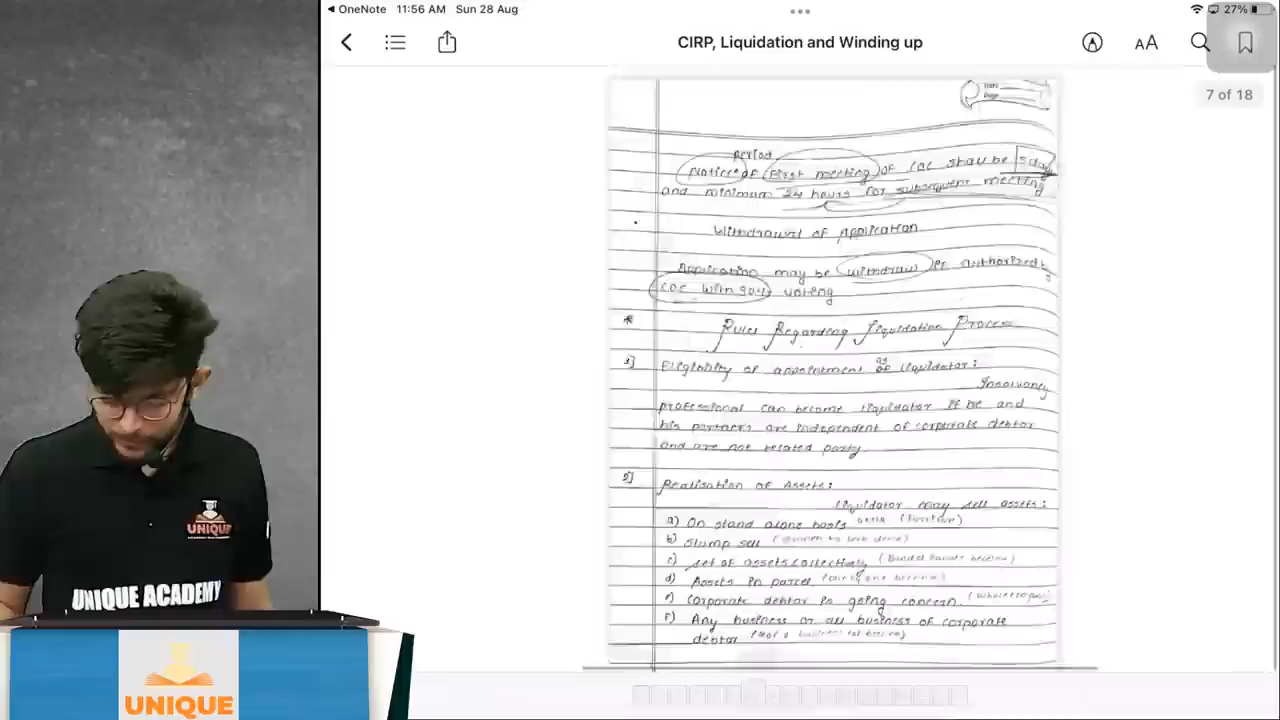 OneNote 11:56 AM Sun 28 Aug
27%
CIRP, Liquidation and Winding up
AA
7 of 18
period
Notice of First meeting of COC shall be 5 days
and minimum 24 hours for subsequent meeting
Withdrawal of Application
Application may be withdraw if authorized by
COC with 90% voting
* Rules Regarding Liquidation Process
1] Eligibility of appointment as of liquidator:
Insolvency
professional can become liquidator if he and
his partners are independent of corporate debtor
and are not related party.
2] Realisation of Assets:
liquidator may sell assets:
a) On stand alone basis
b) Slump sell
c) set of assets collectively
d) Assets in parcel
e) corporate debtor in going concern.
f) Any business or all business of corporate
debtor
UNIQUE
UNIQUE ACADEMY
UNIQUE